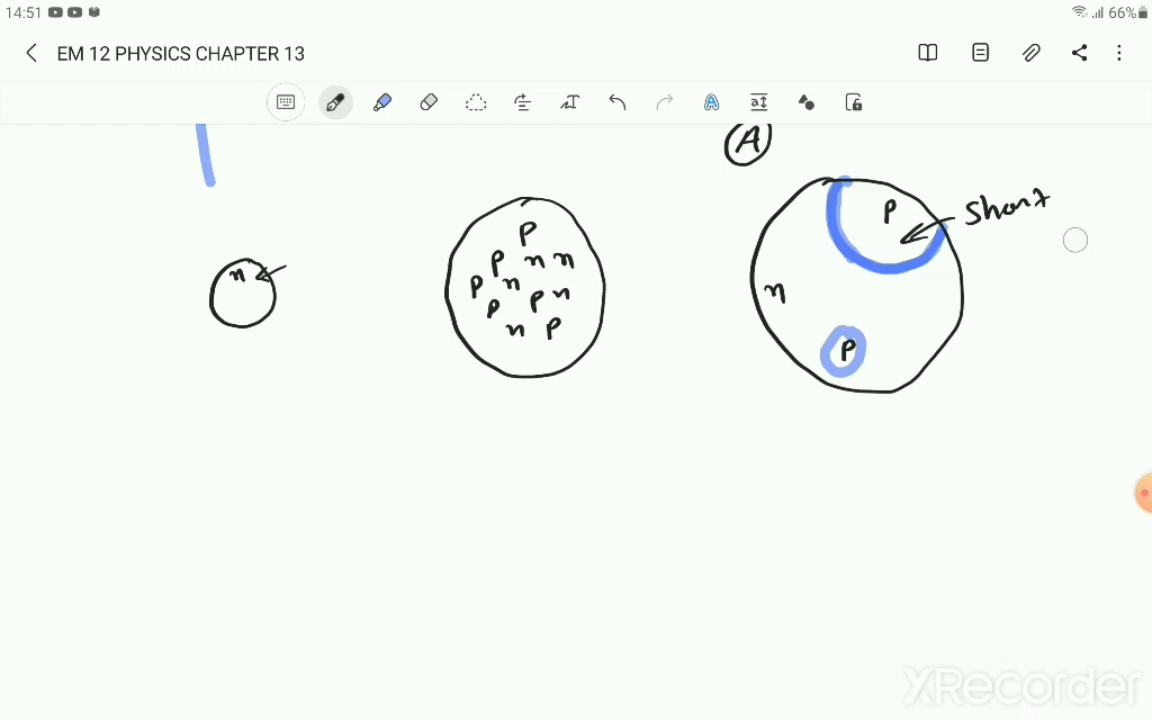 14:51 66%
EM 12 PHYSICS CHAPTER 13
A
P short
P
P n n
n
P n n
P n
P
n P
P
XRecorder